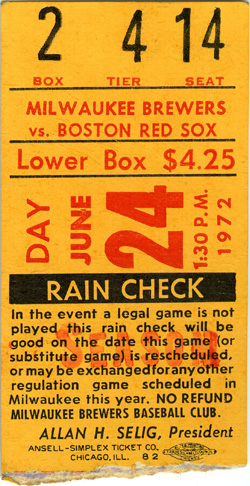 2 4 14
BOX TIER SEAT
MILWAUKEE BREWERS
vs. BOSTON RED SOX
Lower Box $4.25
DAY
JUNE
24
1:30 P.M.
1972
RAIN CHECK
In the event a legal game is not
played this rain check will be
good on the date this game (or
substitute game) is rescheduled,
or may be exchanged for any other
regulation game scheduled in
Milwaukee this year. NO REFUND
MILWAUKEE BREWERS BASEBALL CLUB.
ALLAN H. SELIG, President
ANSELL-SIMPLEX TICKET CO.
CHICAGO, ILL. 82